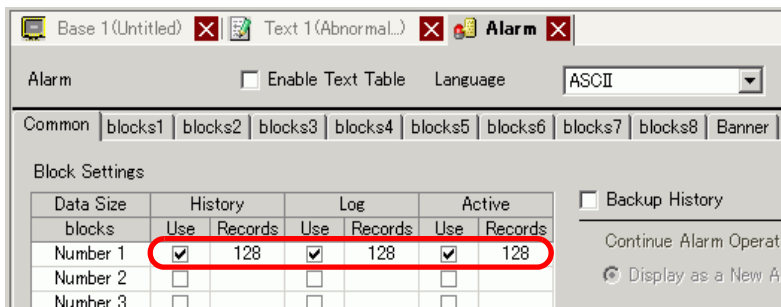 Base 1(Untitled) Text 1(Abnormal...) Alarm
Alarm Enable Text Table Language ASCII
Common blocks1 blocks2 blocks3 blocks4 blocks5 blocks6 blocks7 blocks8 Banner
Block Settings
Data Size History Log Active Backup History
blocks Use Records Use Records Use Records
Continue Alarm Operat
Number 1 128 128 128
Number 2 Display as a New A
Number 3